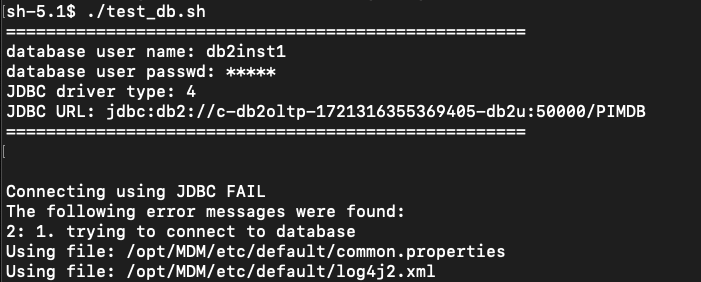 sh-5.1$ ./test_db.sh
====================================================
database user name: db2inst1
database user passwd: *****
JDBC driver type: 4
JDBC URL: jdbc:db2://c-db2oltp-1721316355369405-db2u:50000/PIMDB
====================================================
Connecting using JDBC FAIL
The following error messages were found:
2: 1. trying to connect to database
Using file: /opt/MDM/etc/default/common.properties
Using file: /opt/MDM/etc/default/log4j2.xml